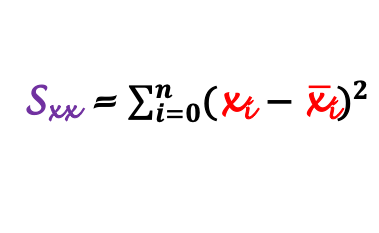 Sxx = ∑ⁿᵢ₌₀(xᵢ − x̅ᵢ)²